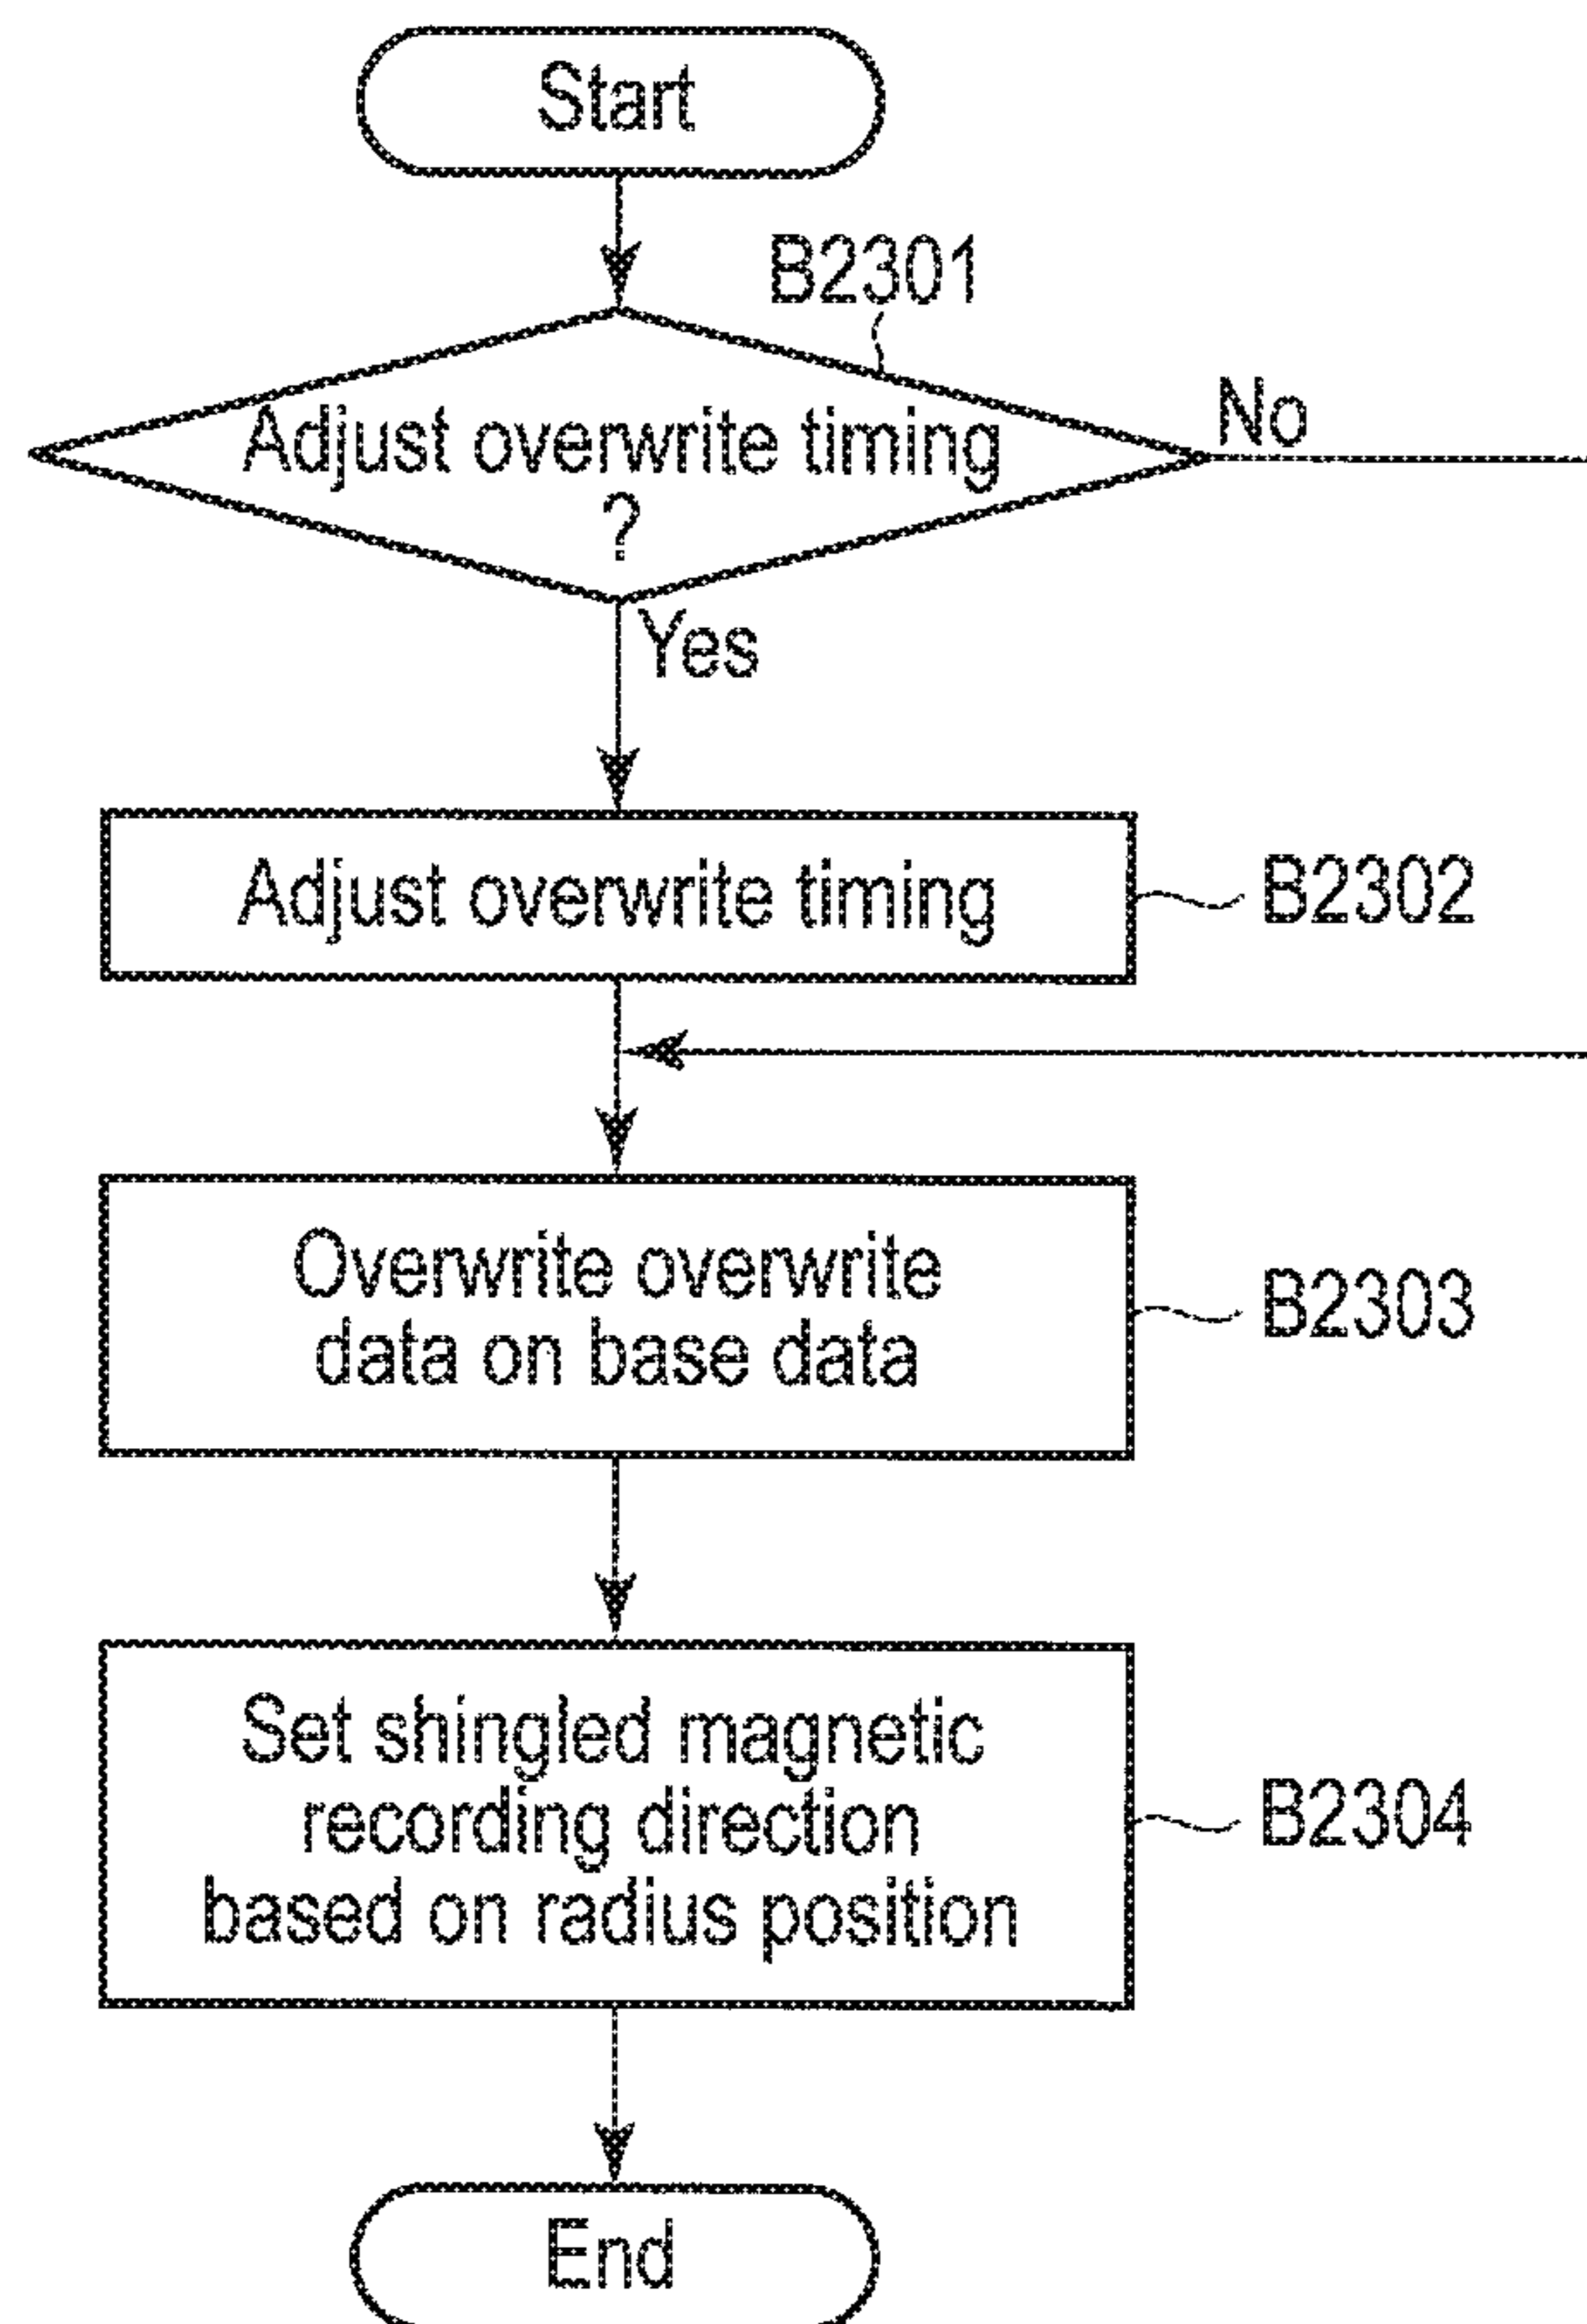 Start
B2301
Adjust overwrite timing
?
No
Yes
Adjust overwrite timing
B2302
Overwrite overwrite
data on base data
B2303
Set shingled magnetic
recording direction
based on radius position
B2304
End